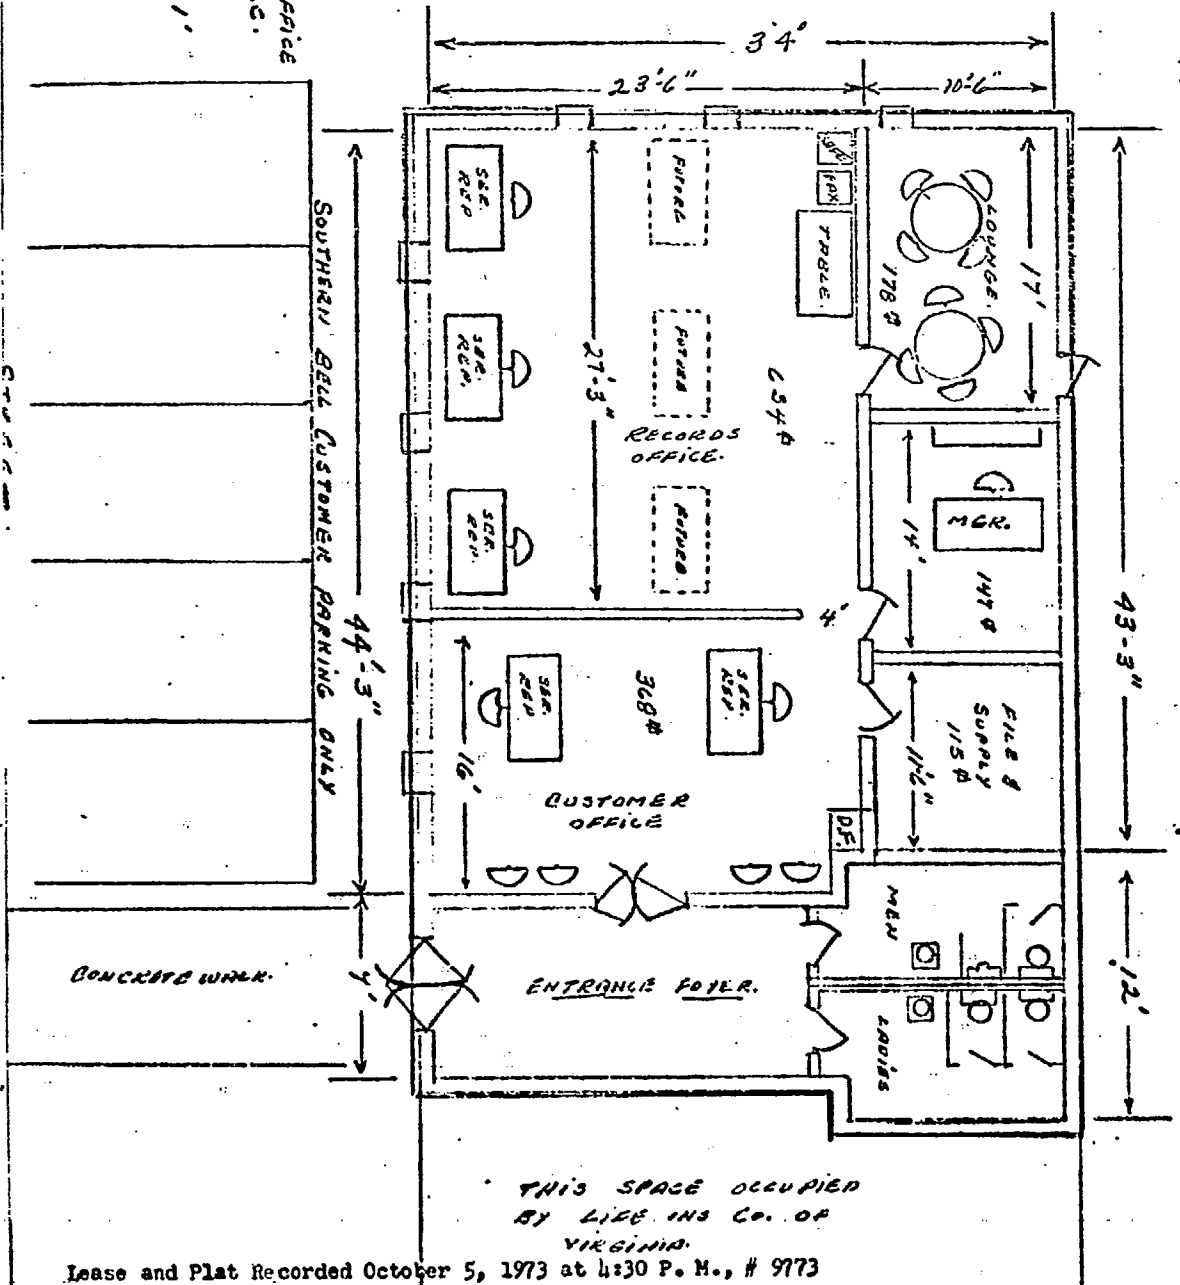 FFICE
C.
1'
34'
23'-6"
10'-6"
SER.
REP
FUTURE
FAX
TABLE.
LOUNGE.
178 ⌀
17'
SOUTHERN BELL CUSTOMER PARKING ONLY
44'-3"
SER.
REP.
FUTURE
27'-3"
634 ⌀
RECORDS
OFFICE.
SER.
REP.
FUTURE
14'
MGR.
147 ⌀
43-3"
4'
SER.
REP
368 ⌀
SER.
REP.
16'
11'-6"
FILE &
SUPPLY
115 ⌀
CUSTOMER
OFFICE
D.F.
MEN
CONCRETE WALK.
9'
ENTRANCE FOYER.
LADIES
12'
THIS SPACE OCCUPIED
BY LIFE INS CO. OF
VIRGINIA.
Lease and Plat Recorded October 5, 1973 at 4:30 P. M., # 9773